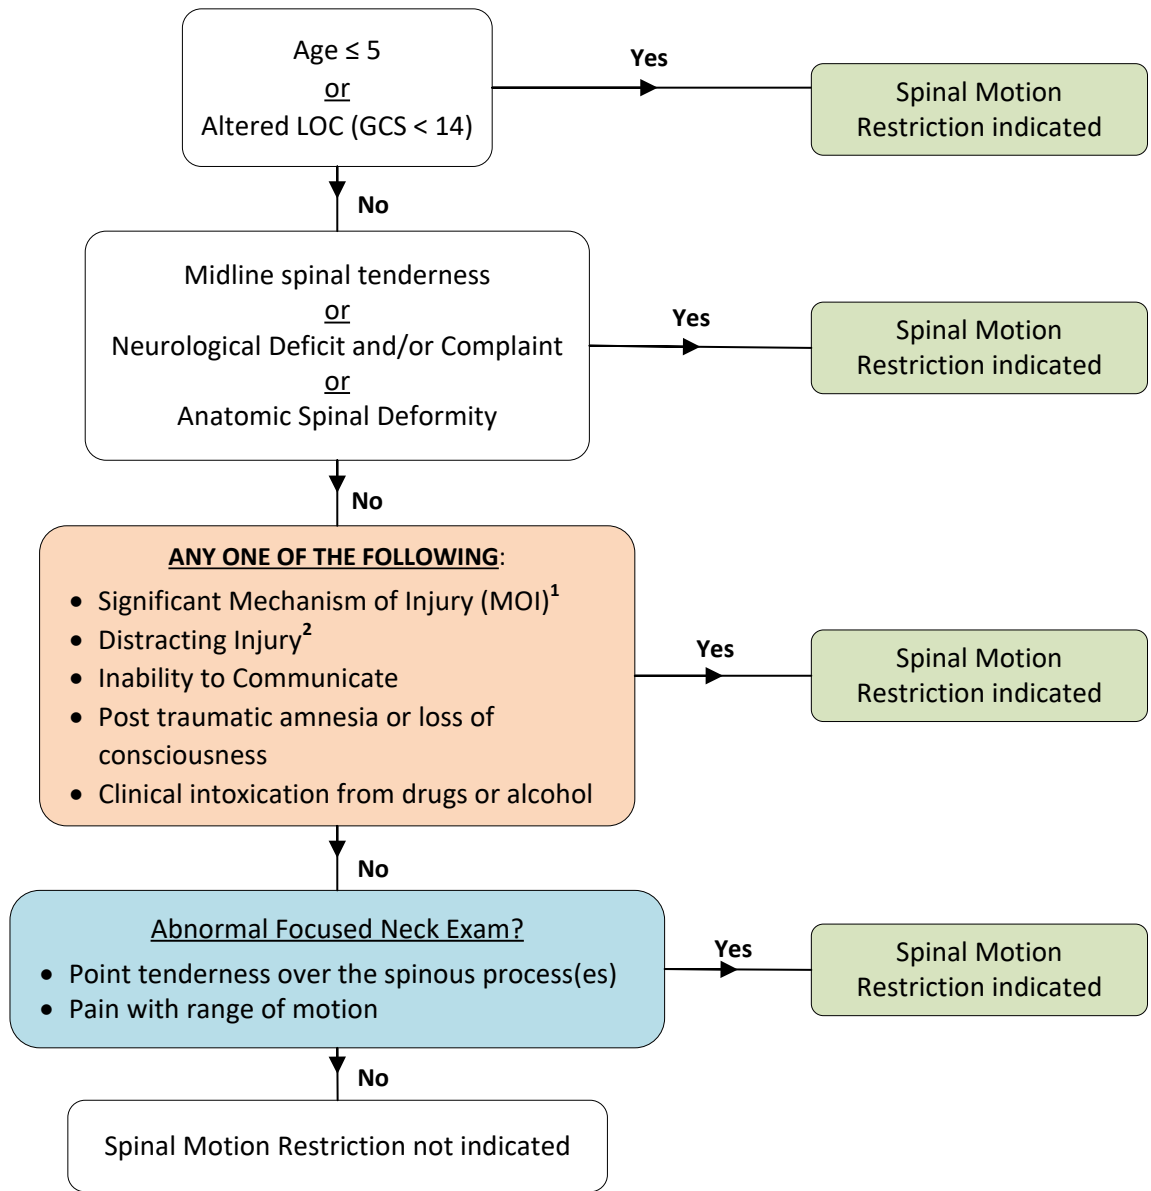 Age ≤ 5
or
Altered LOC (GCS < 14)
Yes
Spinal Motion
Restriction indicated
No
Midline spinal tenderness
or
Neurological Deficit and/or Complaint
or
Anatomic Spinal Deformity
Yes
Spinal Motion
Restriction indicated
No
ANY ONE OF THE FOLLOWING:
• Significant Mechanism of Injury (MOI)1
• Distracting Injury2
• Inability to Communicate
• Post traumatic amnesia or loss of
consciousness
• Clinical intoxication from drugs or alcohol
Yes
Spinal Motion
Restriction indicated
No
Abnormal Focused Neck Exam?
• Point tenderness over the spinous process(es)
• Pain with range of motion
Yes
Spinal Motion
Restriction indicated
No
Spinal Motion Restriction not indicated